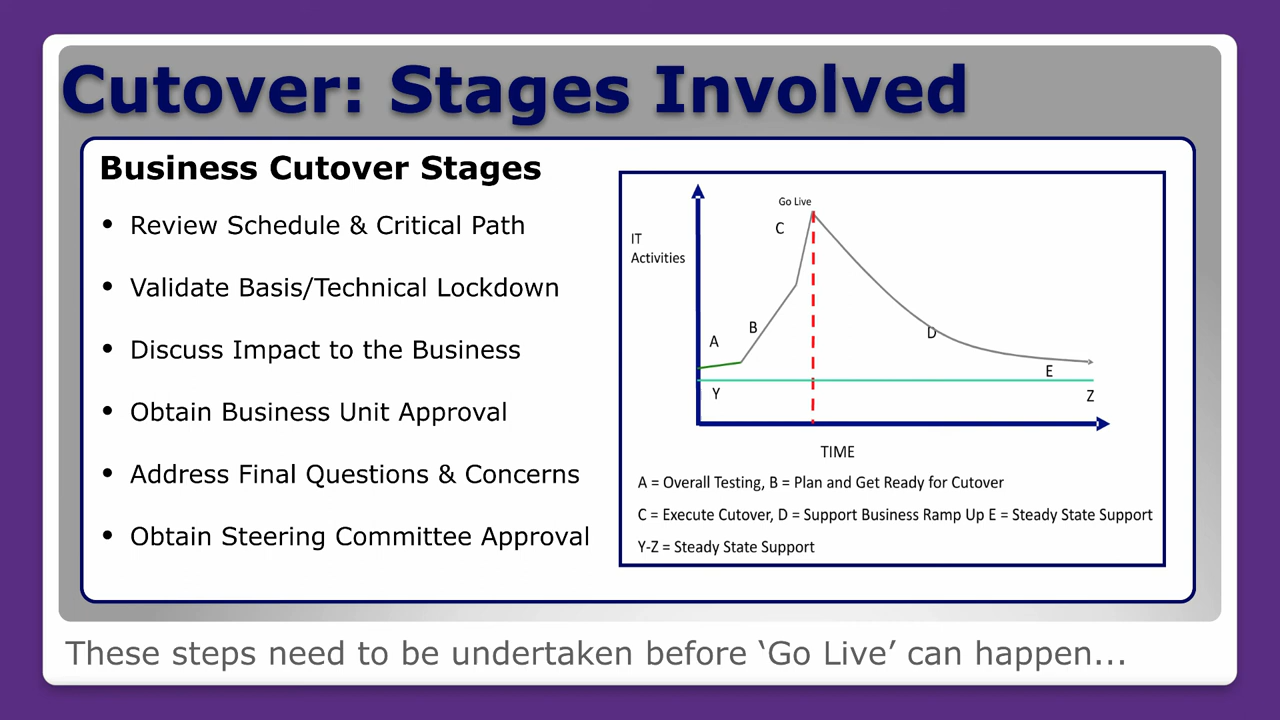 Cutover: Stages Involved
Business Cutover Stages
• Review Schedule & Critical Path
• Validate Basis/Technical Lockdown
• Discuss Impact to the Business
• Obtain Business Unit Approval
• Address Final Questions & Concerns
• Obtain Steering Committee Approval
Go Live
C
IT
Activities
B
D
A
E
Y
Z
TIME
A = Overall Testing, B = Plan and Get Ready for Cutover
C = Execute Cutover, D = Support Business Ramp Up E = Steady State Support
Y-Z = Steady State Support
These steps need to be undertaken before ‘Go Live’ can happen...